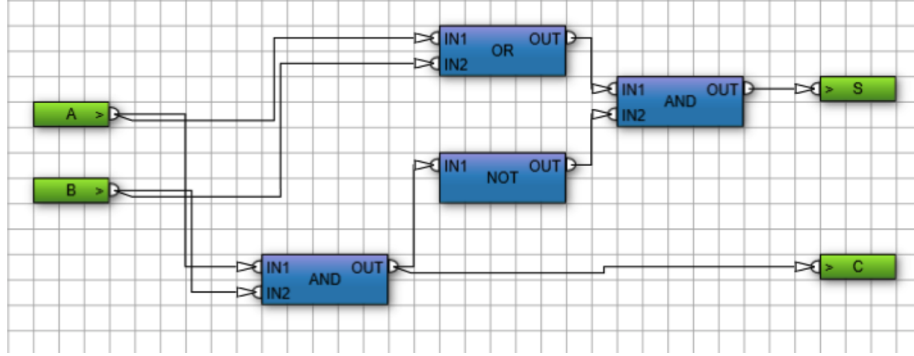 IN1 OUT
OR
IN2
IN1 OUT
AND
IN2
> S
A >
IN1 OUT
NOT
B >
IN1 OUT
AND
IN2
> C